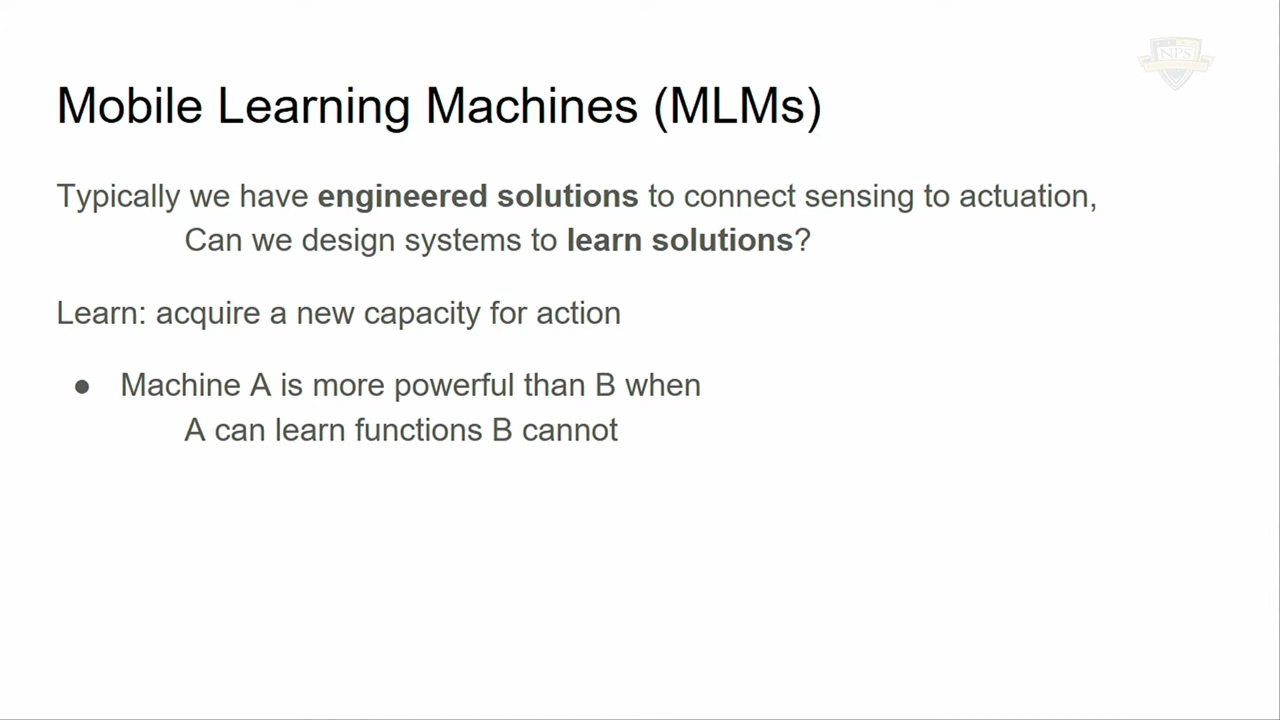 NPS
Mobile Learning Machines (MLMs)
Typically we have engineered solutions to connect sensing to actuation,
Can we design systems to learn solutions?
Learn: acquire a new capacity for action
● Machine A is more powerful than B when
A can learn functions B cannot